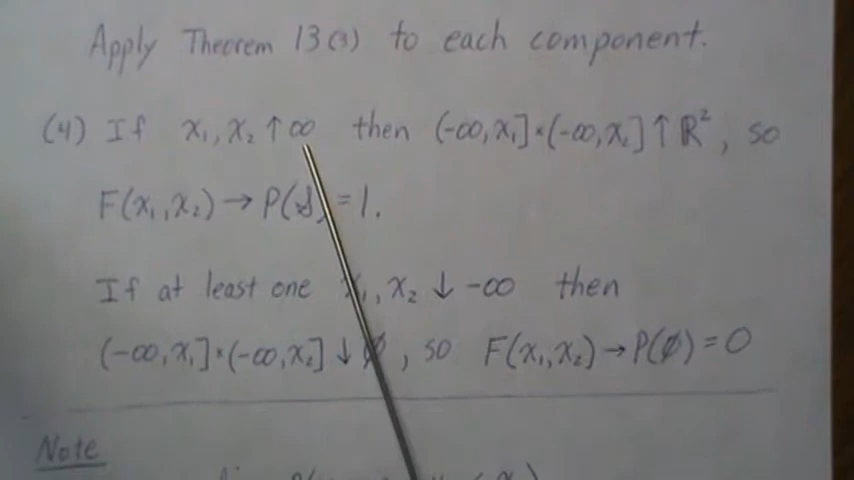 Apply Theorem 13(3) to each component.
(4) If x₁, x₂ ↑ ∞ then (-∞, x₁] × (-∞, x₂] ↑ ℝ², so
F(x₁, x₂) → P(S) = 1.
If at least one x₁, x₂ ↓ -∞ then
(-∞, x₁] × (-∞, x₂] ↓ ∅, so F(x₁, x₂) → P(∅) = 0
Note